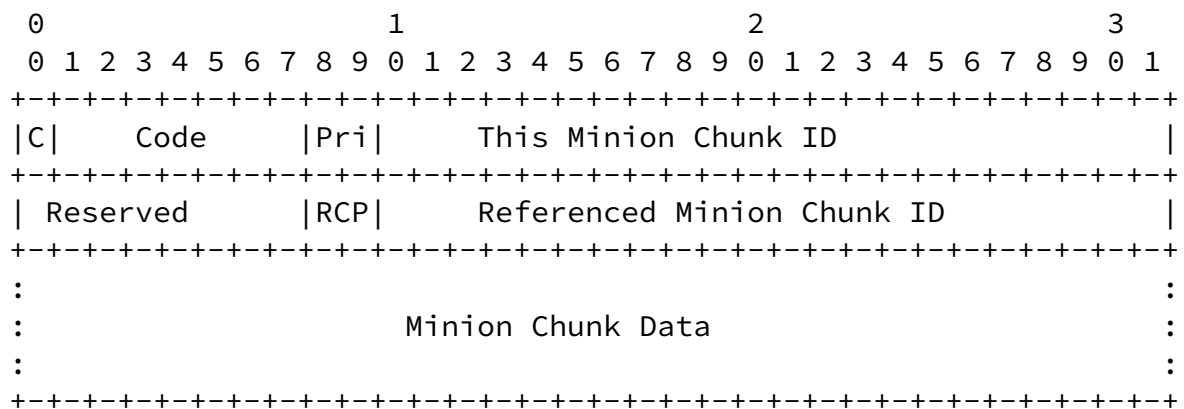 0                   1                   2                   3
 0 1 2 3 4 5 6 7 8 9 0 1 2 3 4 5 6 7 8 9 0 1 2 3 4 5 6 7 8 9 0 1
+-+-+-+-+-+-+-+-+-+-+-+-+-+-+-+-+-+-+-+-+-+-+-+-+-+-+-+-+-+-+-+-+
|C|    Code     |Pri|     This Minion Chunk ID                  |
+-+-+-+-+-+-+-+-+-+-+-+-+-+-+-+-+-+-+-+-+-+-+-+-+-+-+-+-+-+-+-+-+
| Reserved      |RCP|     Referenced Minion Chunk ID            |
+-+-+-+-+-+-+-+-+-+-+-+-+-+-+-+-+-+-+-+-+-+-+-+-+-+-+-+-+-+-+-+-+
:                                                               :
:                     Minion Chunk Data                         :
:                                                               :
+-+-+-+-+-+-+-+-+-+-+-+-+-+-+-+-+-+-+-+-+-+-+-+-+-+-+-+-+-+-+-+-+